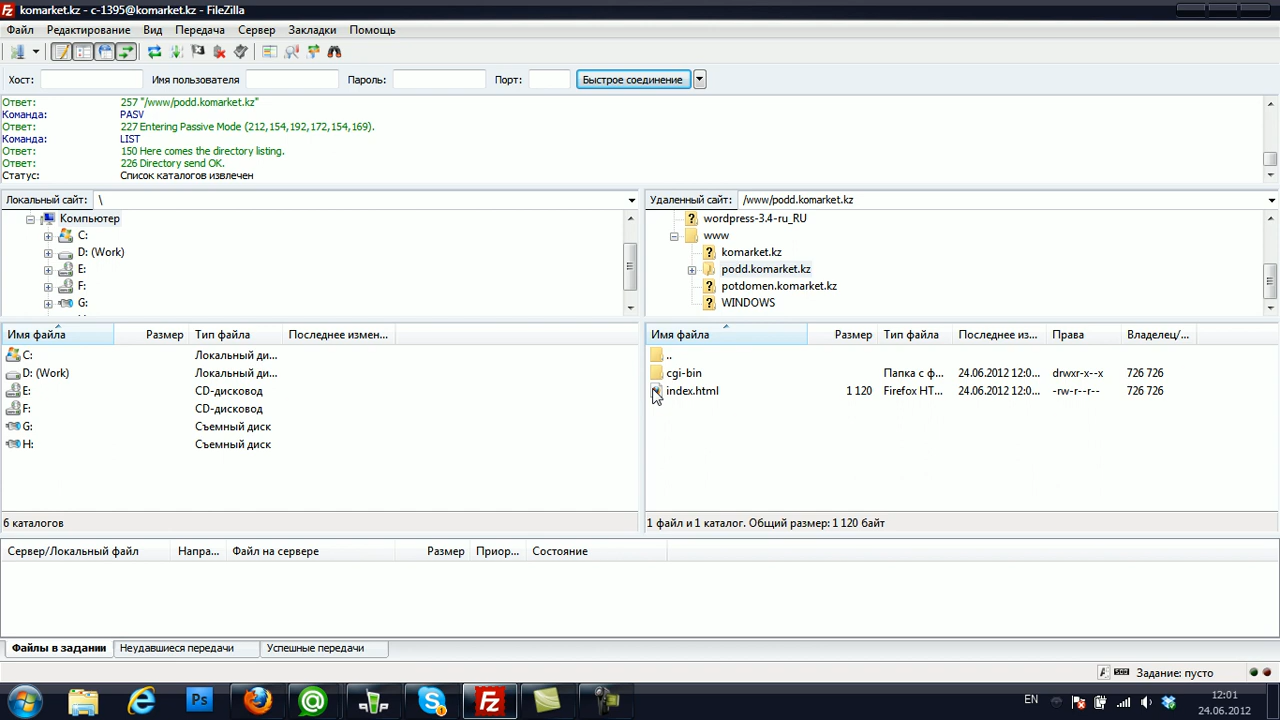 komarket.kz - c-1395@komarket.kz - FileZilla
Файл Редактирование Вид Передача Сервер Закладки Помощь
Хост: Имя пользователя Пароль: Порт: Быстрое соединение
Ответ: 257 "/www/podd.komarket.kz"
Команда: PASV
Ответ: 227 Entering Passive Mode (212,154,192,172,154,169).
Команда: LIST
Ответ: 150 Here comes the directory listing.
Ответ: 226 Directory send OK.
Статус: Список каталогов извлечен
Локальный сайт: \
Компьютер
C:
D: (Work)
E:
F:
G:
Удаленный сайт: /www/podd.komarket.kz
wordpress-3.4-ru_RU
www
komarket.kz
podd.komarket.kz
potdomen.komarket.kz
WINDOWS
Имя файла Размер Тип файла Последнее измен...
C: Локальный ди...
D: (Work) Локальный ди...
E: CD-дисковод
F: CD-дисковод
G: Съемный диск
H: Съемный диск
6 каталогов
Имя файла Размер Тип файла Последнее из... Права Владелец/...
..
cgi-bin Папка с ф... 24.06.2012 12:0... drwxr-x--x 726 726
index.html 1 120 Firefox HT... 24.06.2012 12:0... -rw-r--r-- 726 726
1 файл и 1 каталог. Общий размер: 1 120 байт
Сервер/Локальный файл Напра... Файл на сервере Размер Приор... Состояние
Файлы в задании Неудавшиеся передачи Успешные передачи
Задание: пусто
Ps
EN
12:01
24.06.2012